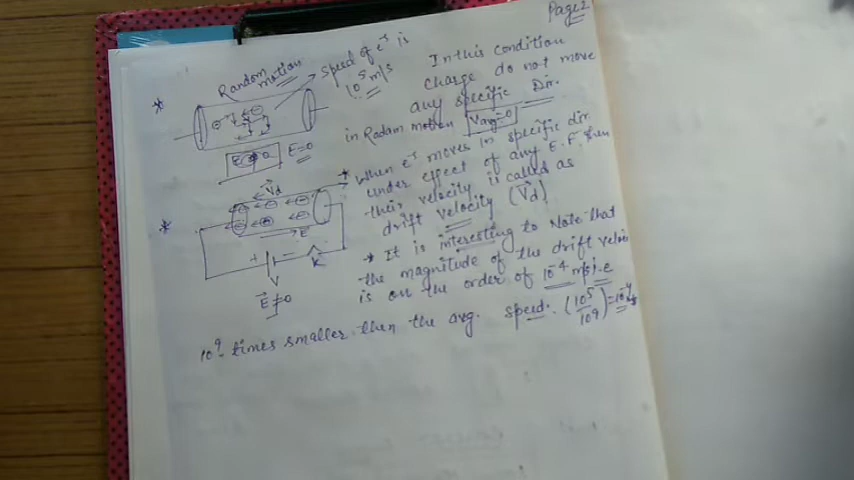 Page 2
* Random motion
Speed of e⁻s is
10⁵ m/s
In this condition
charge do not move
any specific Dir.
in Radam motion Vavg=0
E=0
* When e⁻s moves in specific dir
under effect of any E.F. then
their velocity is called as
drift velocity (V⃗d)
* V⃗d
E
+ -
K
V
E⃗≠0
* It is interesting to Note that
the magnitude of the drift velo
is on the order of 10⁻⁴ m/s i.e
10⁹ times smaller then the avg. speed. (10⁵/10⁹)=10⁻⁴